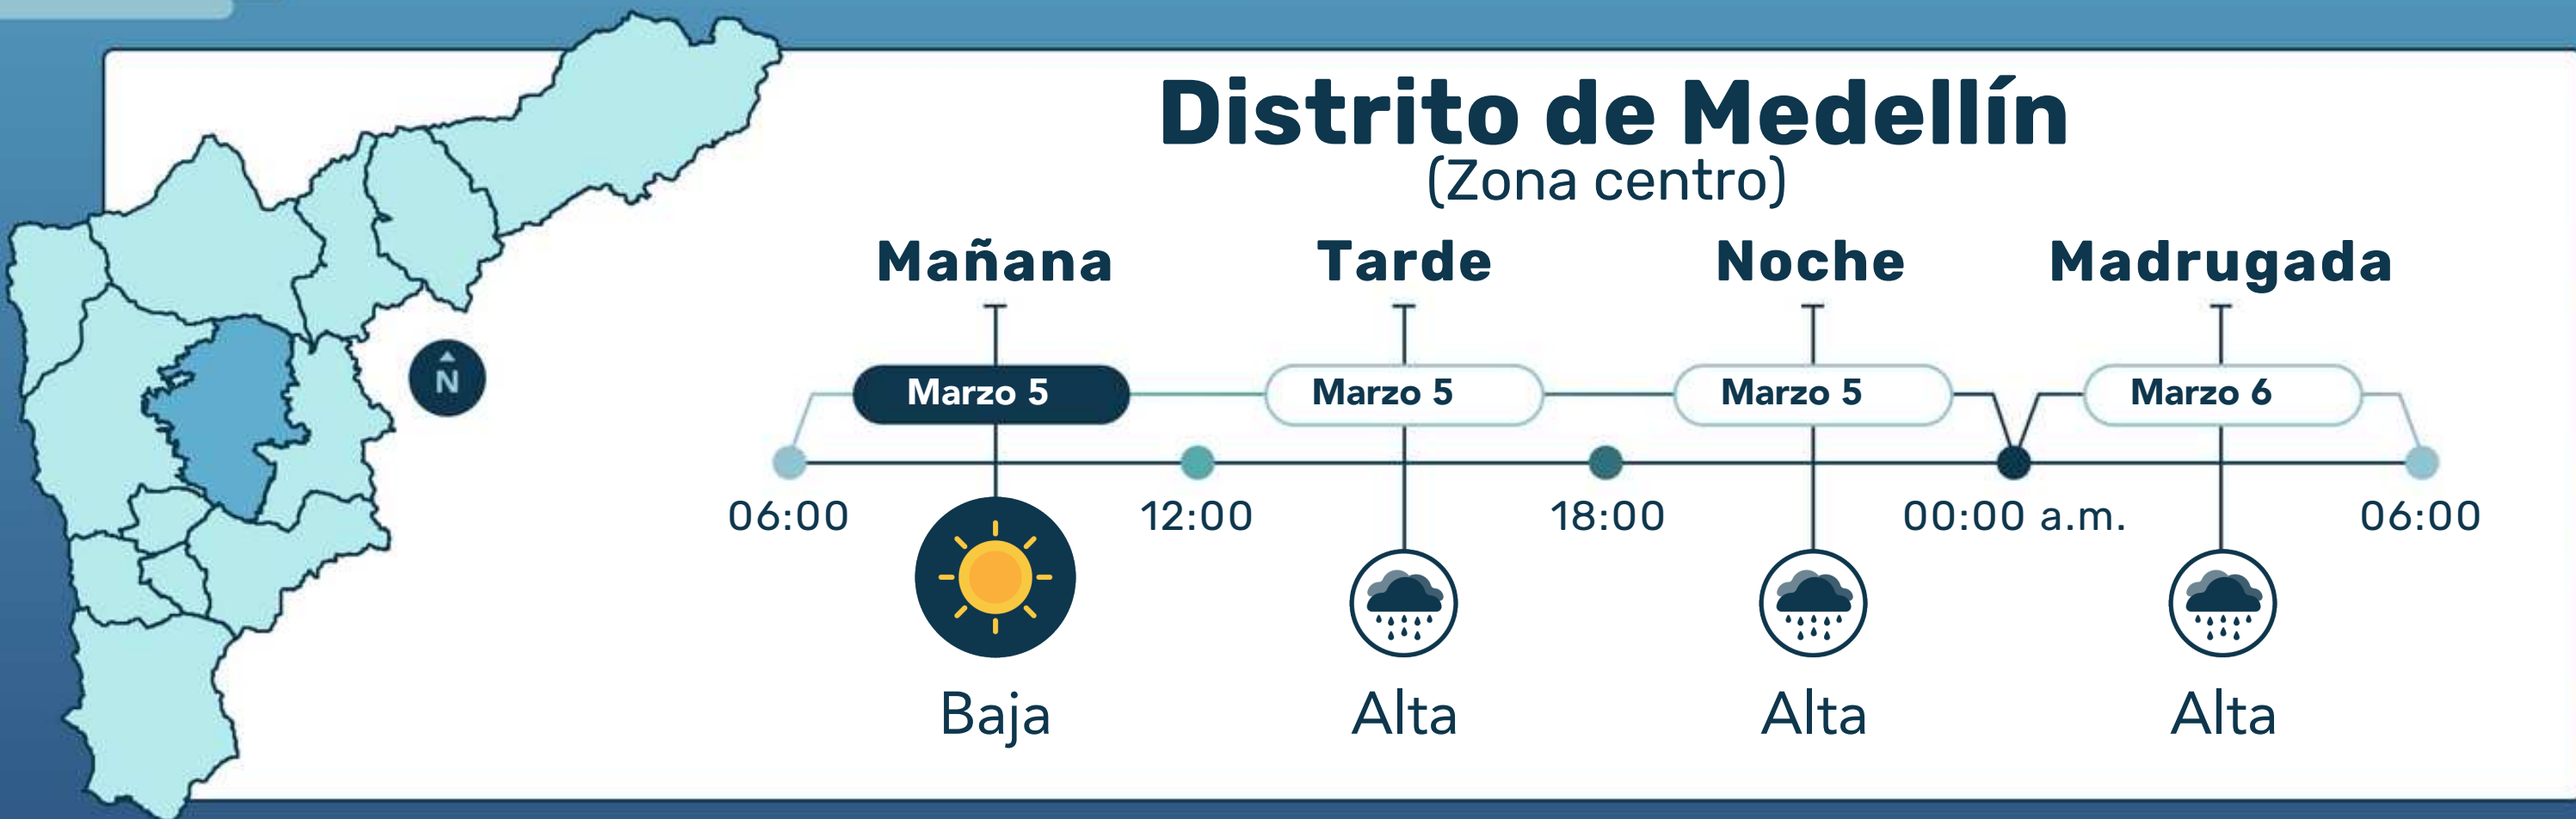 Distrito de Medellín
(Zona centro)
Mañana Tarde Noche Madrugada
Marzo 5 Marzo 5 Marzo 5 Marzo 6
N
06:00 12:00 18:00 00:00 a.m. 06:00
Baja Alta Alta Alta